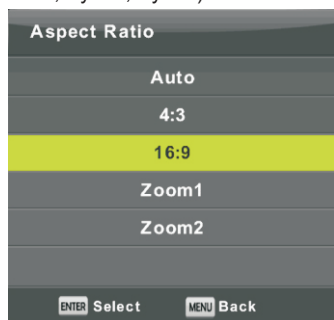 Aspect Ratio
Auto
4:3
16:9
Zoom1
Zoom2
ENTER Select MENU Back